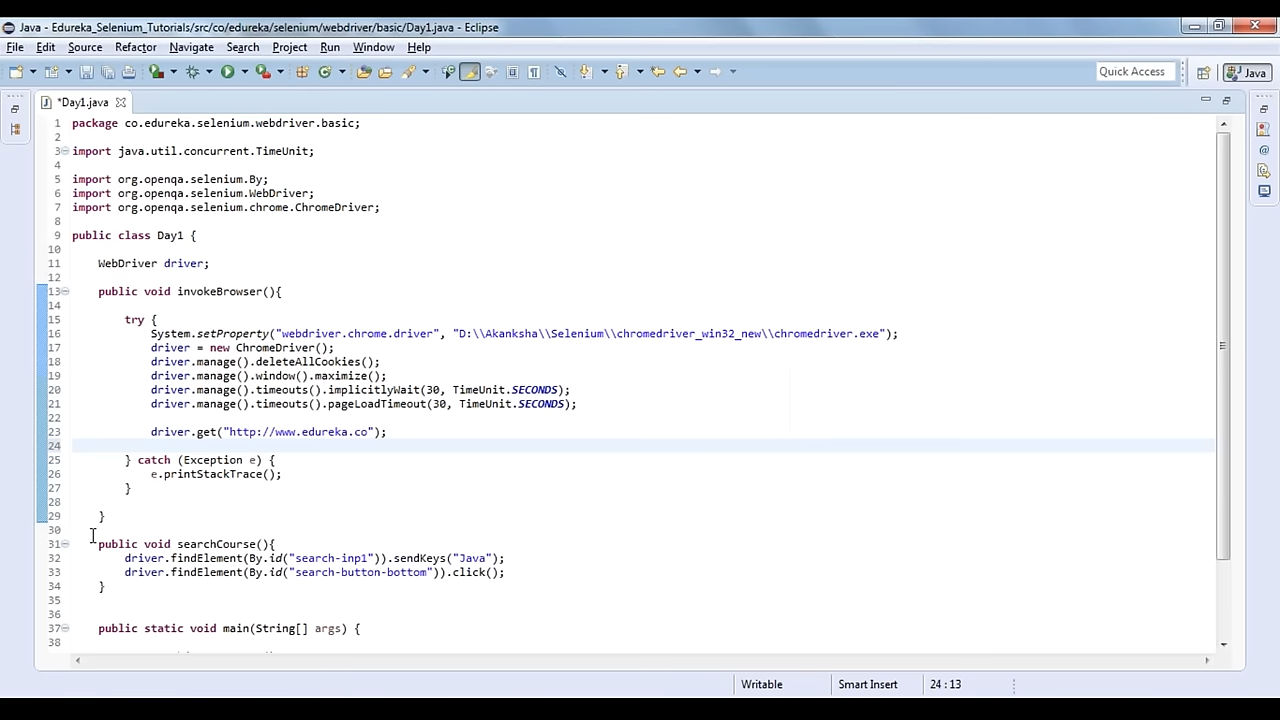 Java - Edureka_Selenium_Tutorials/src/co/edureka/selenium/webdriver/basic/Day1.java - Eclipse
File Edit Source Refactor Navigate Search Project Run Window Help
Quick Access Java
*Day1.java
1 package co.edureka.selenium.webdriver.basic;
2
3 import java.util.concurrent.TimeUnit;
4
5 import org.openqa.selenium.By;
6 import org.openqa.selenium.WebDriver;
7 import org.openqa.selenium.chrome.ChromeDriver;
8
9 public class Day1 {
10
11 WebDriver driver;
12
13 public void invokeBrowser(){
14
15 try {
16 System.setProperty("webdriver.chrome.driver", "D:\\Akanksha\\Selenium\\chromedriver_win32_new\\chromedriver.exe");
17 driver = new ChromeDriver();
18 driver.manage().deleteAllCookies();
19 driver.manage().window().maximize();
20 driver.manage().timeouts().implicitlyWait(30, TimeUnit.SECONDS);
21 driver.manage().timeouts().pageLoadTimeout(30, TimeUnit.SECONDS);
22
23 driver.get("http://www.edureka.co");
24
25 } catch (Exception e) {
26 e.printStackTrace();
27 }
28
29 }
30
31 public void searchCourse(){
32 driver.findElement(By.id("search-inp1")).sendKeys("Java");
33 driver.findElement(By.id("search-button-bottom")).click();
34 }
35
36
37 public static void main(String[] args) {
38
Writable Smart Insert 24 : 13